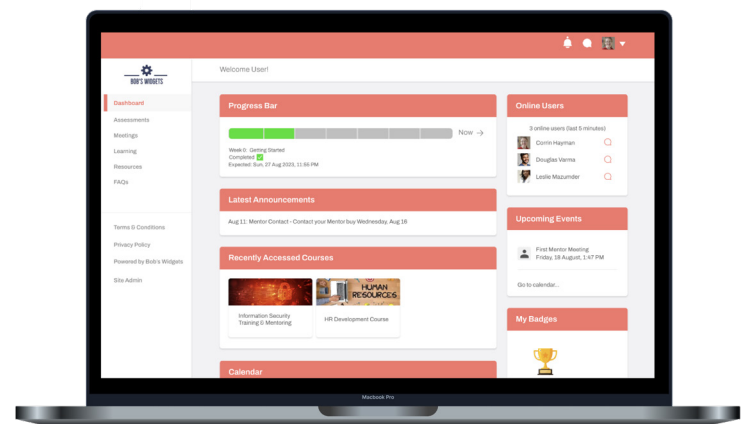 BOB'S WIDGETS
Welcome User!
Dashboard
Assessments
Meetings
Learning
Resources
FAQs
Terms & Conditions
Privacy Policy
Powered by Bob's Widgets
Site Admin
Progress Bar
Now →
Week 0: Getting Started
Completed ✅
Expected: Sun, 27 Aug 2023, 11:55 PM
Latest Announcements
Aug 11: Mentor Contact - Contact your Mentor buy Wednesday, Aug 16
Recently Accessed Courses
HUMAN
RESOURCES
Information Security
Training & Mentoring
HR Development Course
Calendar
Online Users
3 online users (last 5 minutes)
Corrin Hayman
Douglas Varma
Leslie Mazumder
Upcoming Events
First Mentor Meeting
Friday, 18 August, 1:47 PM
Go to calendar...
My Badges
Macbook Pro